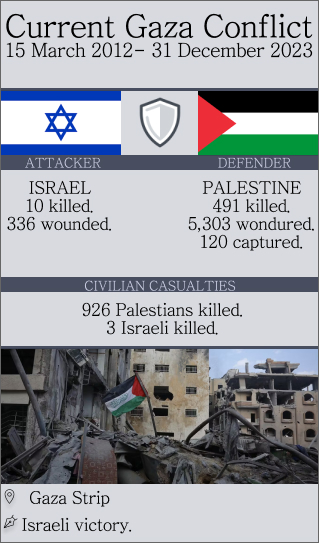 Current Gaza Conflict
15 March 2012– 31 December 2023
ATTACKER
ISRAEL
10 killed.
336 wounded.
DEFENDER
PALESTINE
491 killed.
5,303 wondured.
120 captured.
CIVILIAN CASUALTIES
926 Palestians killed.
3 Israeli killed.
Gaza Strip
Israeli victory.